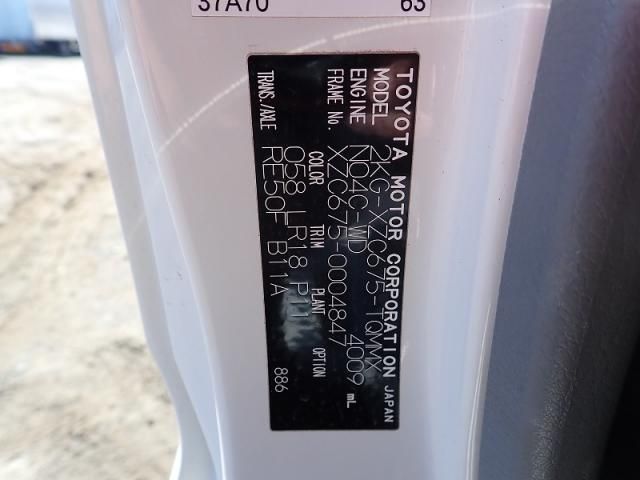 37A70 63
TOYOTA MOTOR CORPORATION JAPAN
MODEL 2KG-XZC675-TQMMX
ENGINE N04C-WD 4009 mL
FRAME No. XZC675-0004847
COLOR TRIM PLANT OPTION
058 LR18 P11
TRANS./AXLE RE50F B11A 886